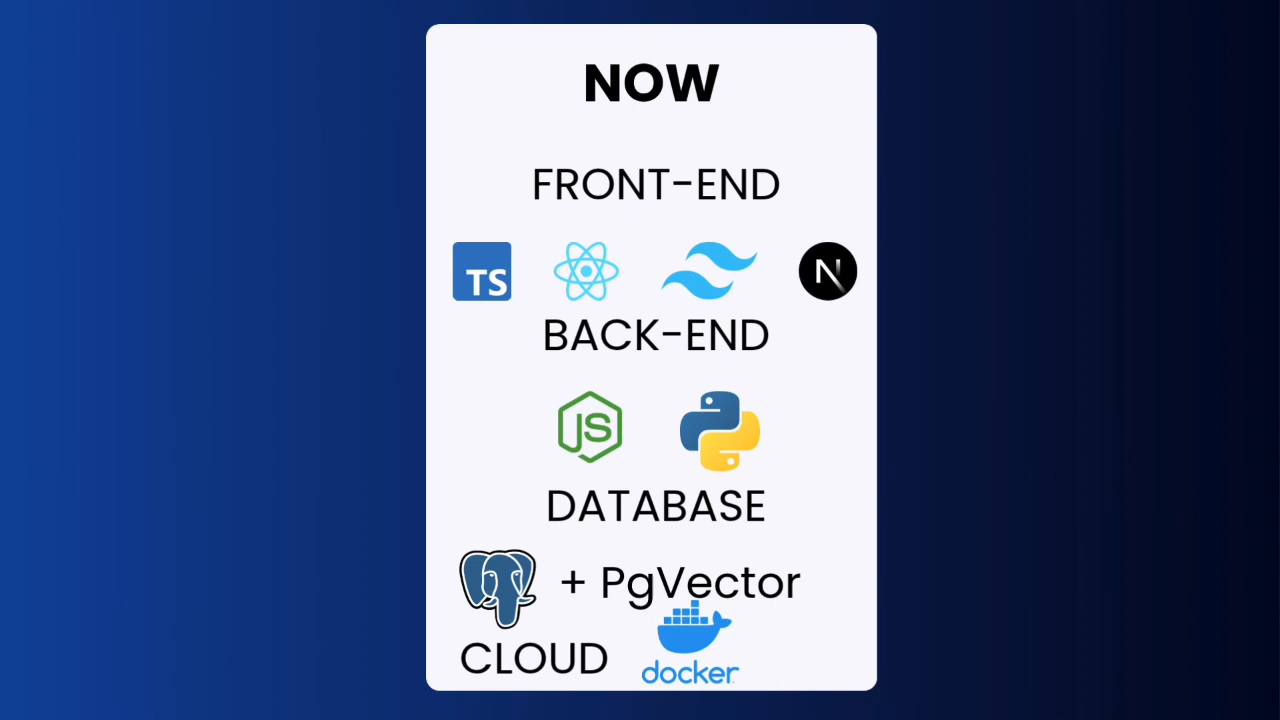 NOW
FRONT-END
TS
N
BACK-END
JS
DATABASE
+ PgVector
CLOUD
docker